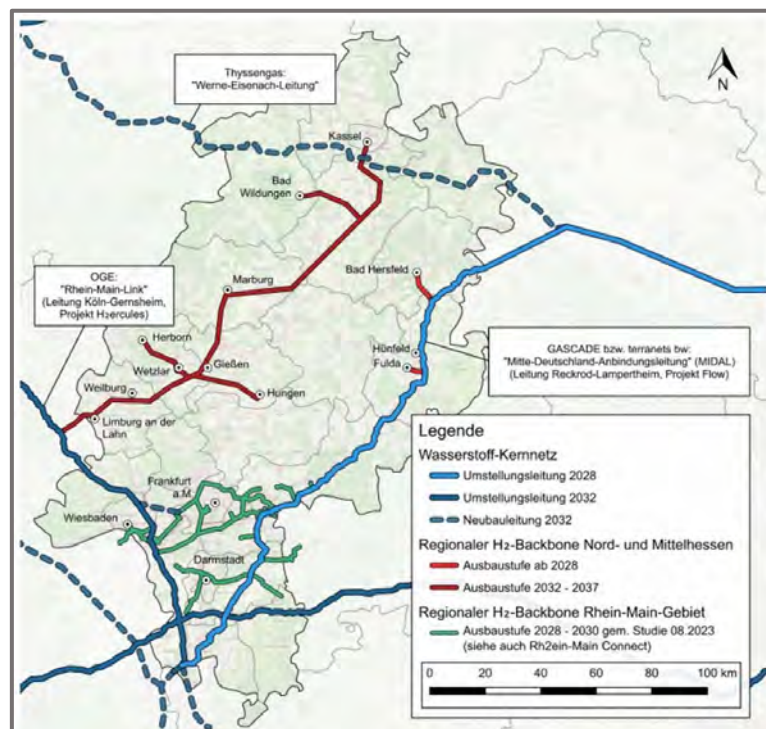 Thyssengas:
"Werne-Eisenach-Leitung"
N
Kassel
Bad
Wildungen
OGE:
"Rhein-Main-Link"
(Leitung Köln-Gernsheim,
Projekt H₂ercules)
Marburg
Bad Hersfeld
Herborn
Wetzlar
Gießen
Hünfeld
Fulda
GASCADE bzw. terranets bw:
"Mitte-Deutschland-Anbindungsleitung" (MIDAL)
(Leitung Reckrod-Lampertheim, Projekt Flow)
Weilburg
Hungen
Limburg an der
Lahn
Frankfurt
a.M.
Wiesbaden
Darmstadt
Legende
Wasserstoff-Kernnetz
Umstellungsleitung 2028
Umstellungsleitung 2032
Neubauleitung 2032
Regionaler H₂-Backbone Nord- und Mittelhessen
Ausbaustufe ab 2028
Ausbaustufe 2032 - 2037
Regionaler H₂-Backbone Rhein-Main-Gebiet
Ausbaustufe 2028 - 2030 gem. Studie 08.2023
(siehe auch Rh2ein-Main Connect)
0 20 40 60 80 100 km